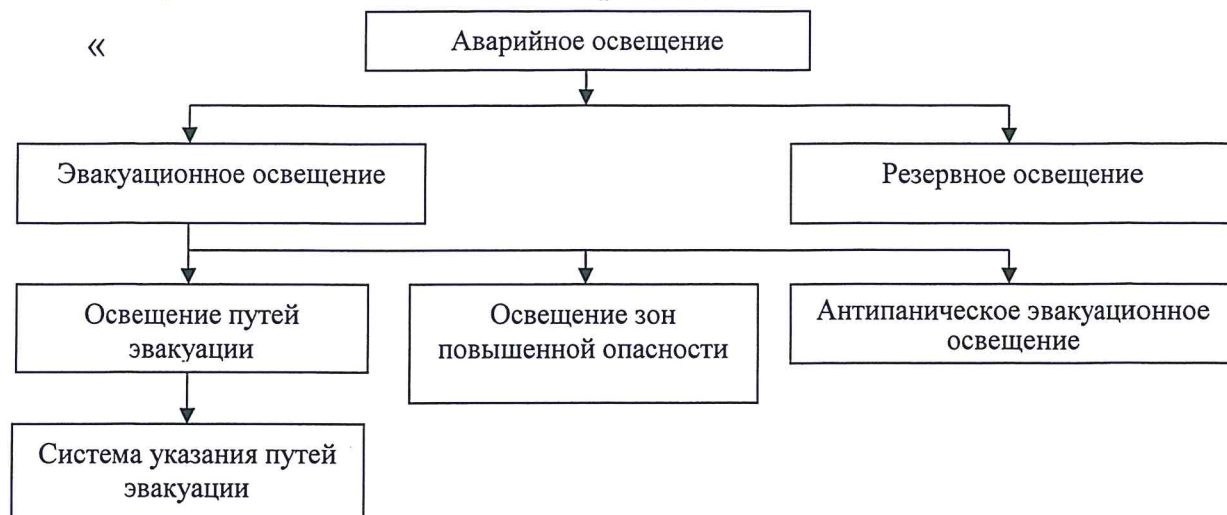 «
Аварийное освещение
Эвакуационное освещение
Резервное освещение
Освещение путей
эвакуации
Освещение зон
повышенной опасности
Антипаническое эвакуационное
освещение
Система указания путей
эвакуации